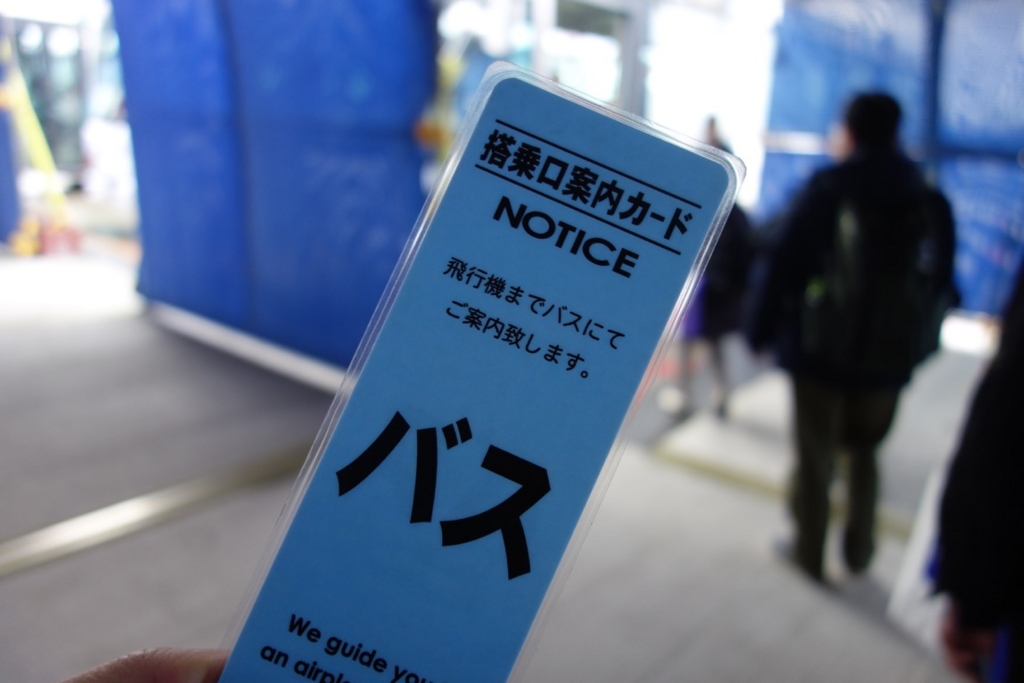 搭乗口案内カード
NOTICE
飛行機までバスにて
ご案内致します。
バス
We guide you
an airpl